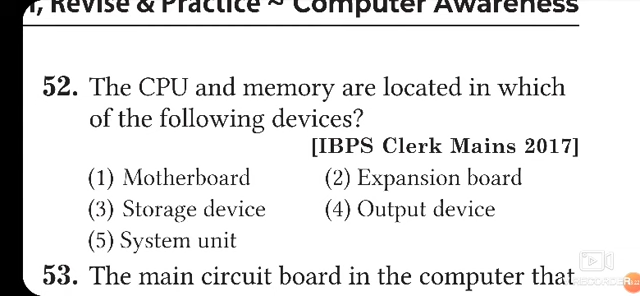 r, Revise & Practice ~ Computer Awareness
52. The CPU and memory are located in which
of the following devices?
[IBPS Clerk Mains 2017]
(1) Motherboard (2) Expansion board
(3) Storage device (4) Output device
(5) System unit
53. The main circuit board in the computer that